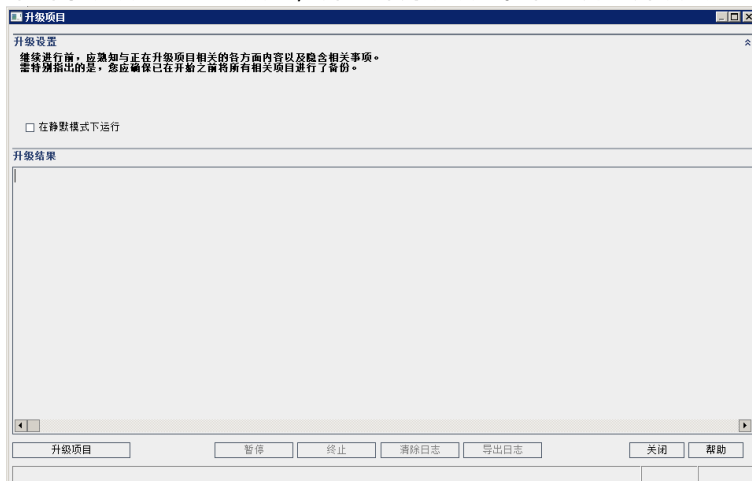 升级项目
升级设置
继续进行前，应熟知与正在升级项目相关的各方面内容以及隐含相关事项。
需特别指出的是，您应确保已在开始之前将所有相关项目进行了备份。
在静默模式下运行
升级结果
升级项目 暂停 终止 清除日志 导出日志 关闭 帮助